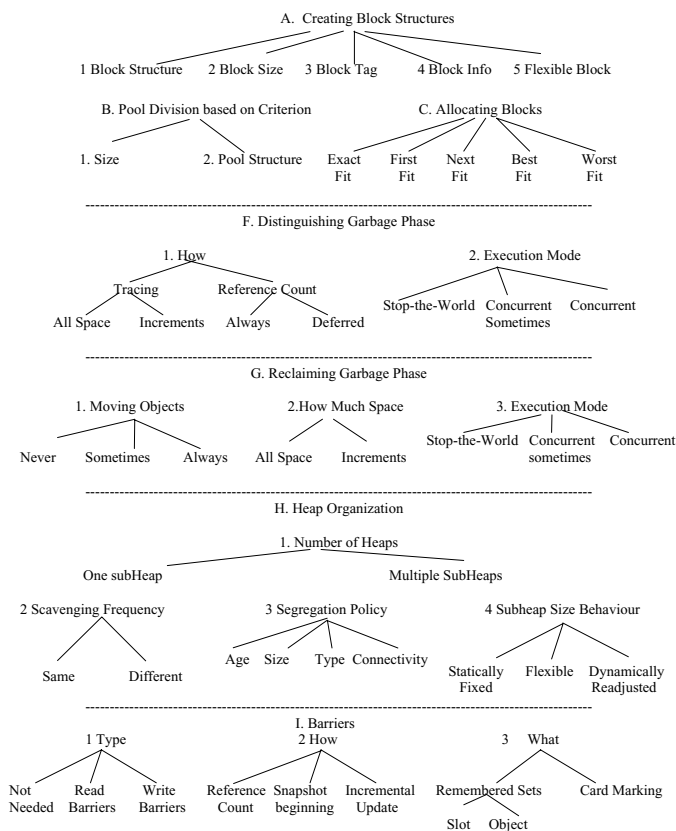 A. Creating Block Structures
1 Block Structure 2 Block Size 3 Block Tag 4 Block Info 5 Flexible Block
B. Pool Division based on Criterion C. Allocating Blocks
1. Size 2. Pool Structure Exact First Next Best Worst
Fit Fit Fit Fit Fit
F. Distinguishing Garbage Phase
1. How 2. Execution Mode
Tracing Reference Count
Stop-the-World Concurrent Concurrent
All Space Increments Always Deferred Sometimes
G. Reclaiming Garbage Phase
1. Moving Objects 2.How Much Space 3. Execution Mode
Stop-the-World Concurrent Concurrent
Never Sometimes Always All Space Increments sometimes
H. Heap Organization
1. Number of Heaps
One subHeap Multiple SubHeaps
2 Scavenging Frequency 3 Segregation Policy 4 Subheap Size Behaviour
Age Size Type Connectivity
Same Different Statically Flexible Dynamically
Fixed Readjusted
I. Barriers
1 Type 2 How 3 What
Not Read Write Reference Snapshot Incremental Remembered Sets Card Marking
Needed Barriers Barriers Count beginning Update
Slot Object